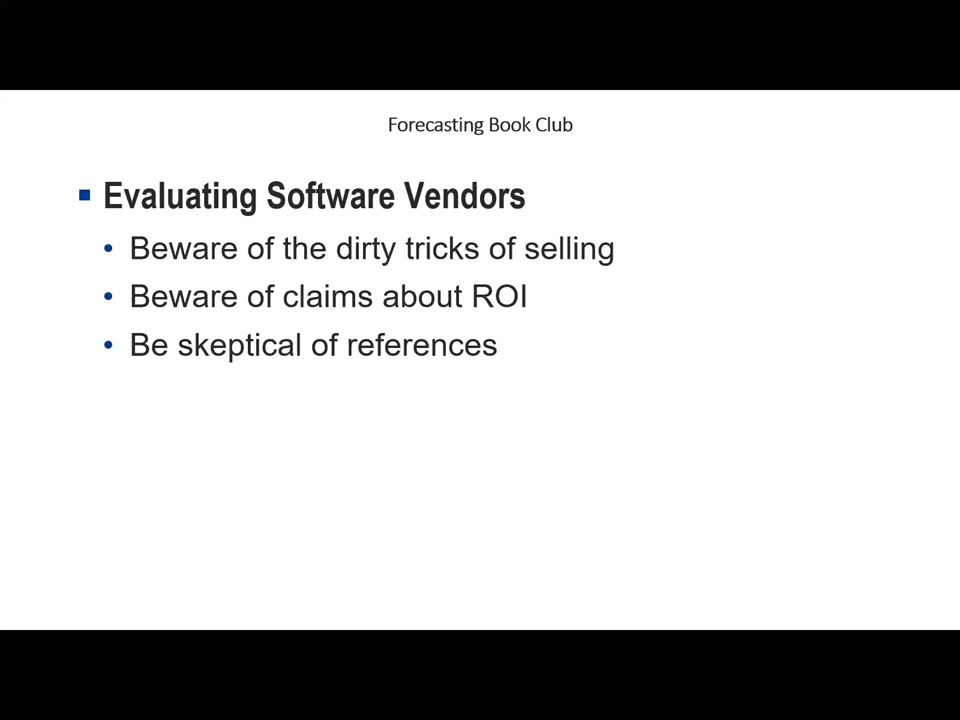 Forecasting Book Club
Evaluating Software Vendors
Beware of the dirty tricks of selling
Beware of claims about ROI
Be skeptical of references